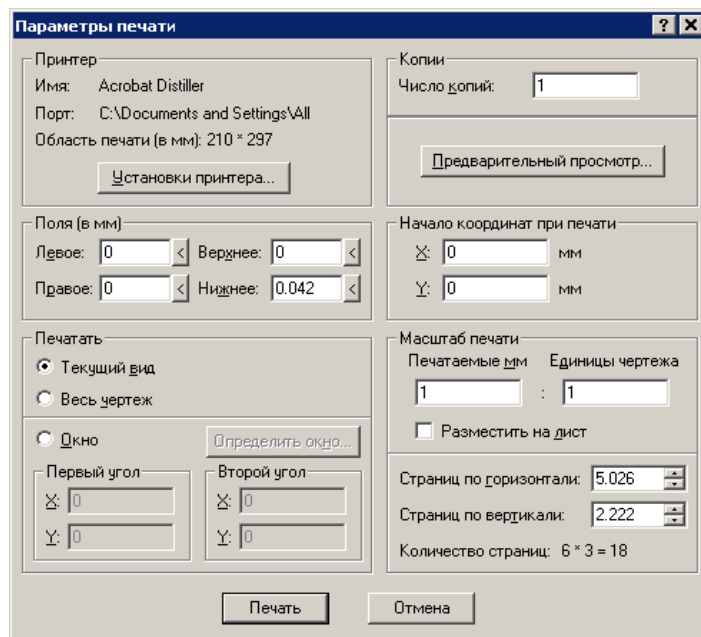 Параметры печати
Принтер
Имя: Acrobat Distiller
Порт: C:\Documents and Settings\All
Область печати (в мм): 210 * 297
Установки принтера...
Копии
Число копий: 1
Предварительный просмотр...
Поля (в мм)
Левое: 0 < Верхнее: 0 <
Правое: 0 < Нижнее: 0.042 <
Начало координат при печати
X: 0 мм
Y: 0 мм
Печатать
Текущий вид
Весь чертеж
Окно Определить окно...
Первый угол
X: 0
Y: 0
Второй угол
X: 0
Y: 0
Масштаб печати
Печатаемые мм Единицы чертежа
1 : 1
Разместить на лист
Страниц по горизонтали: 5.026
Страниц по вертикали: 2.222
Количество страниц: 6 * 3 = 18
Печать Отмена